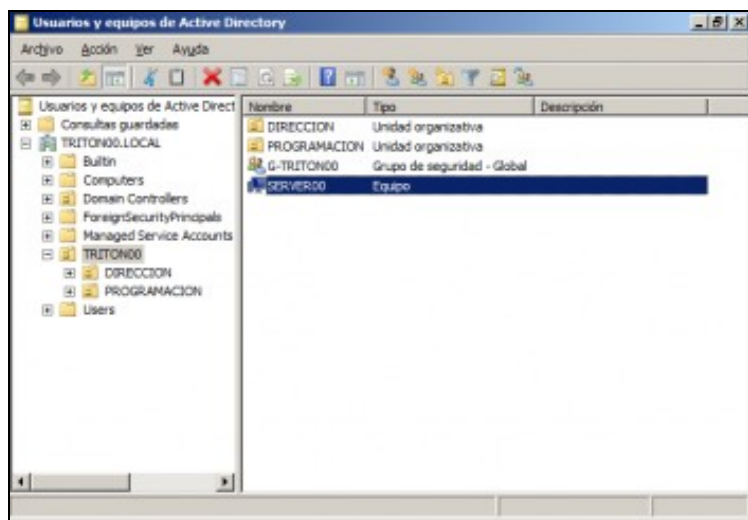 Usuarios y equipos de Active Directory
Archivo Acción Ver Ayuda
Usuarios y equipos de Active Direct
Consultas guardadas
TRITON00.LOCAL
Builtin
Computers
Domain Controllers
ForeignSecurityPrincipals
Managed Service Accounts
TRITON00
DIRECCION
PROGRAMACION
Users
Nombre Tipo Descripción
DIRECCION Unidad organizativa
PROGRAMACION Unidad organizativa
G-TRITON00 Grupo de seguridad - Global
SERVER00 Equipo